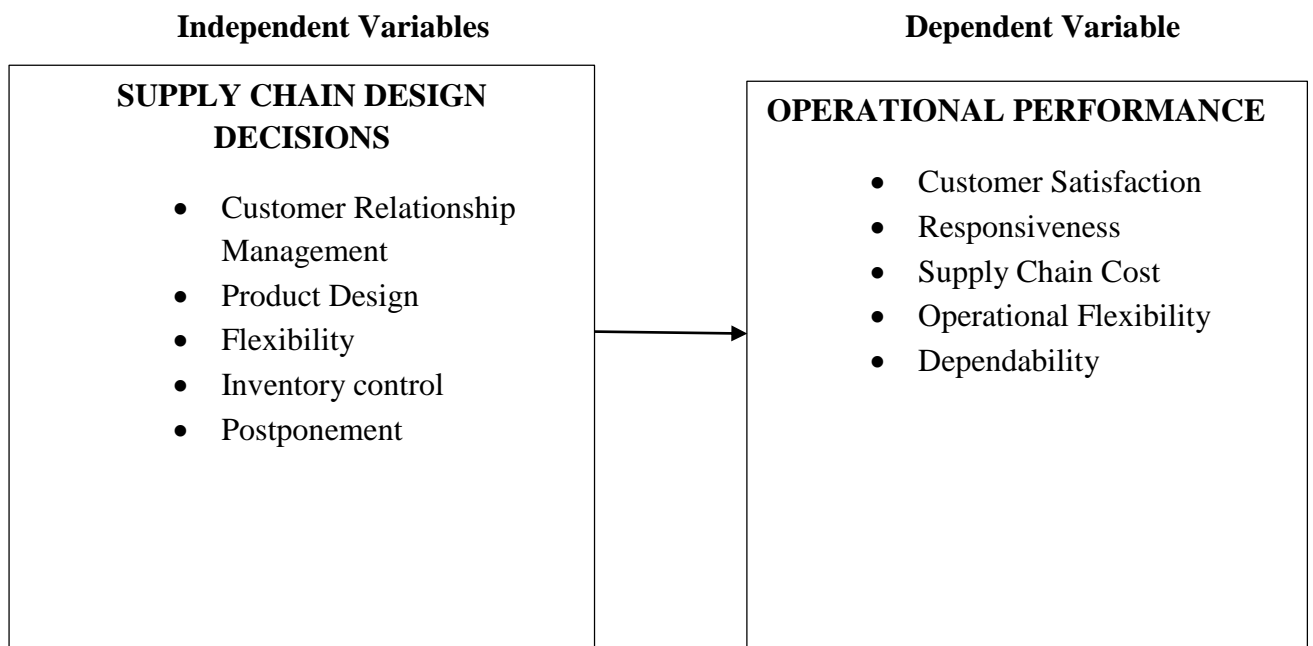 Independent Variables
Dependent Variable
SUPPLY CHAIN DESIGN
DECISIONS
• Customer Relationship
Management
• Product Design
• Flexibility
• Inventory control
• Postponement
OPERATIONAL PERFORMANCE
• Customer Satisfaction
• Responsiveness
• Supply Chain Cost
• Operational Flexibility
• Dependability